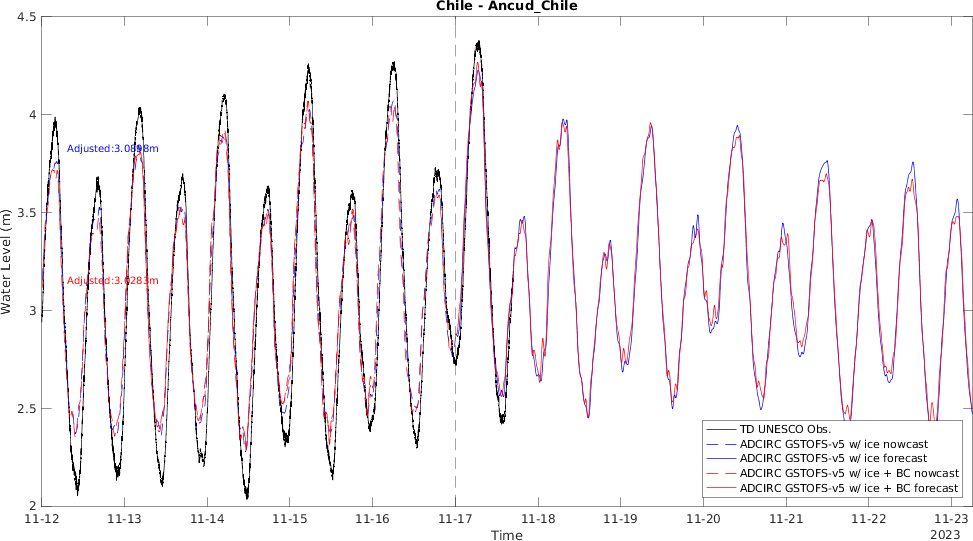 Chile - Ancud_Chile
4.5
4
3.5
3
2.5
2
Water Level (m)
Adjusted:3.0898m
Adjusted:3.0283m
TD UNESCO Obs.
ADCIRC GSTOFS-v5 w/ ice nowcast
ADCIRC GSTOFS-v5 w/ ice forecast
ADCIRC GSTOFS-v5 w/ ice + BC nowcast
ADCIRC GSTOFS-v5 w/ ice + BC forecast
11-12 11-13 11-14 11-15 11-16 11-17 11-18 11-19 11-20 11-21 11-22 11-23
2023
Time